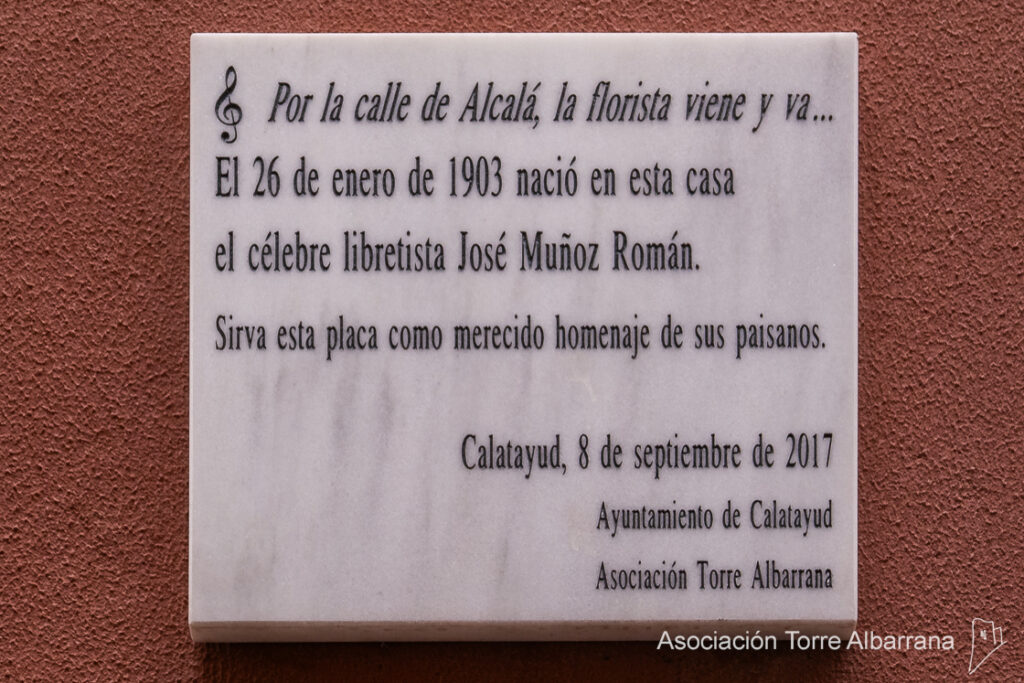 Por la calle de Alcalá, la florista viene y va...
El 26 de enero de 1903 nació en esta casa
el célebre libretista José Muñoz Román.
Sirva esta placa como merecido homenaje de sus paisanos.
Calatayud, 8 de septiembre de 2017
Ayuntamiento de Calatayud
Asociación Torre Albarrana
Asociación Torre Albarrana